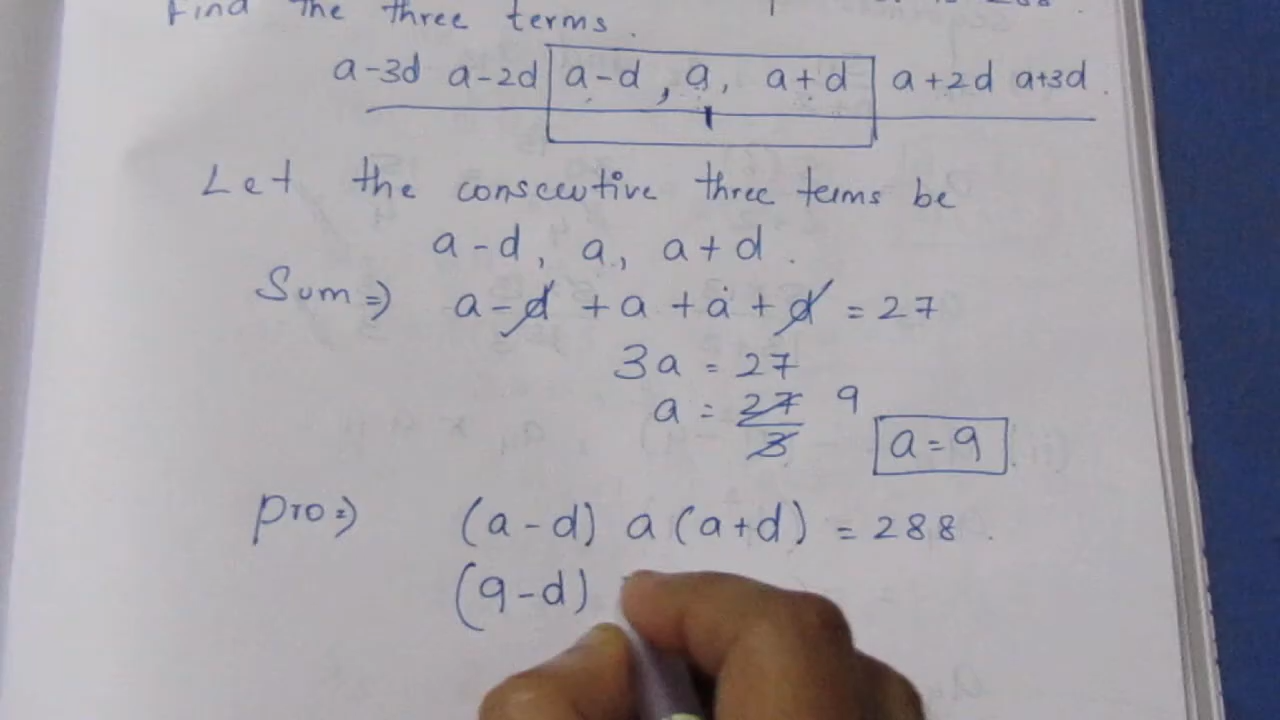 Find the three terms.
a-3d a-2d a-d, a, a+d a+2d a+3d.
Let the consecutive three terms be
a-d, a, a+d.
Sum⇒ a-d + a + a + d = 27
3a = 27
a = 27/3 9
a=9
pro⇒ (a-d) a (a+d) = 288.
(9-d)